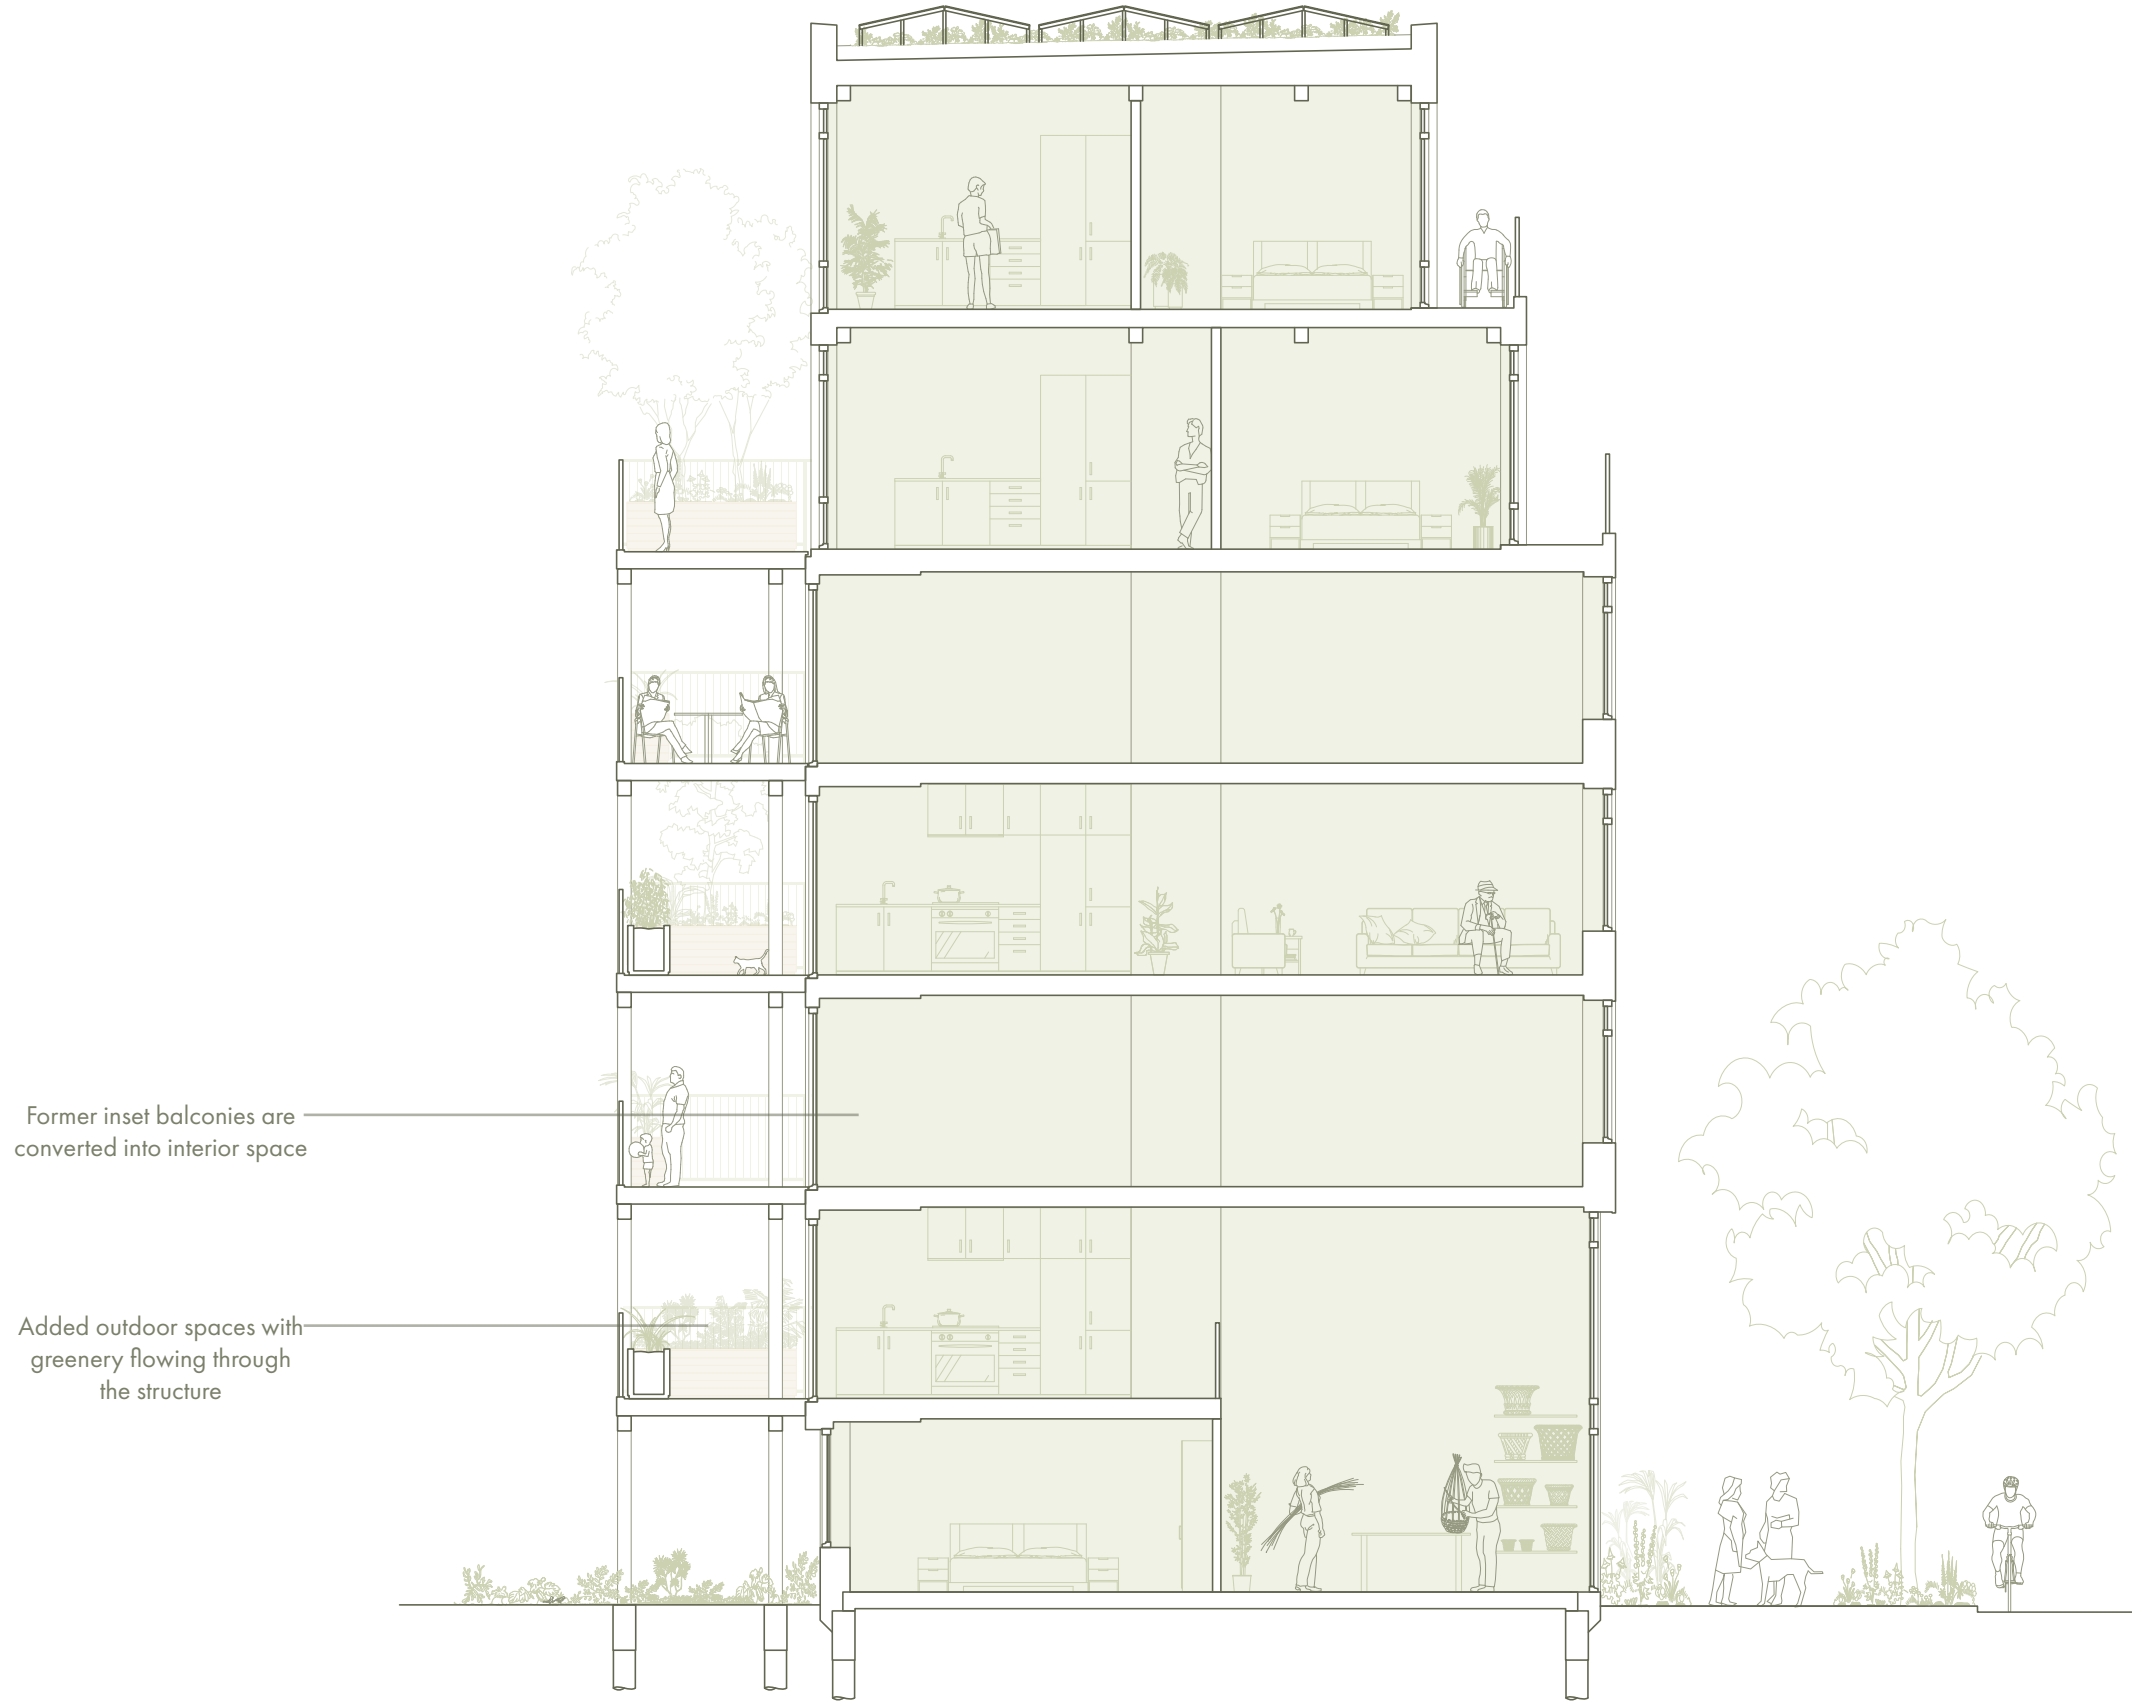 Former inset balconies are
converted into interior space
Added outdoor spaces with
greenery flowing through
the structure